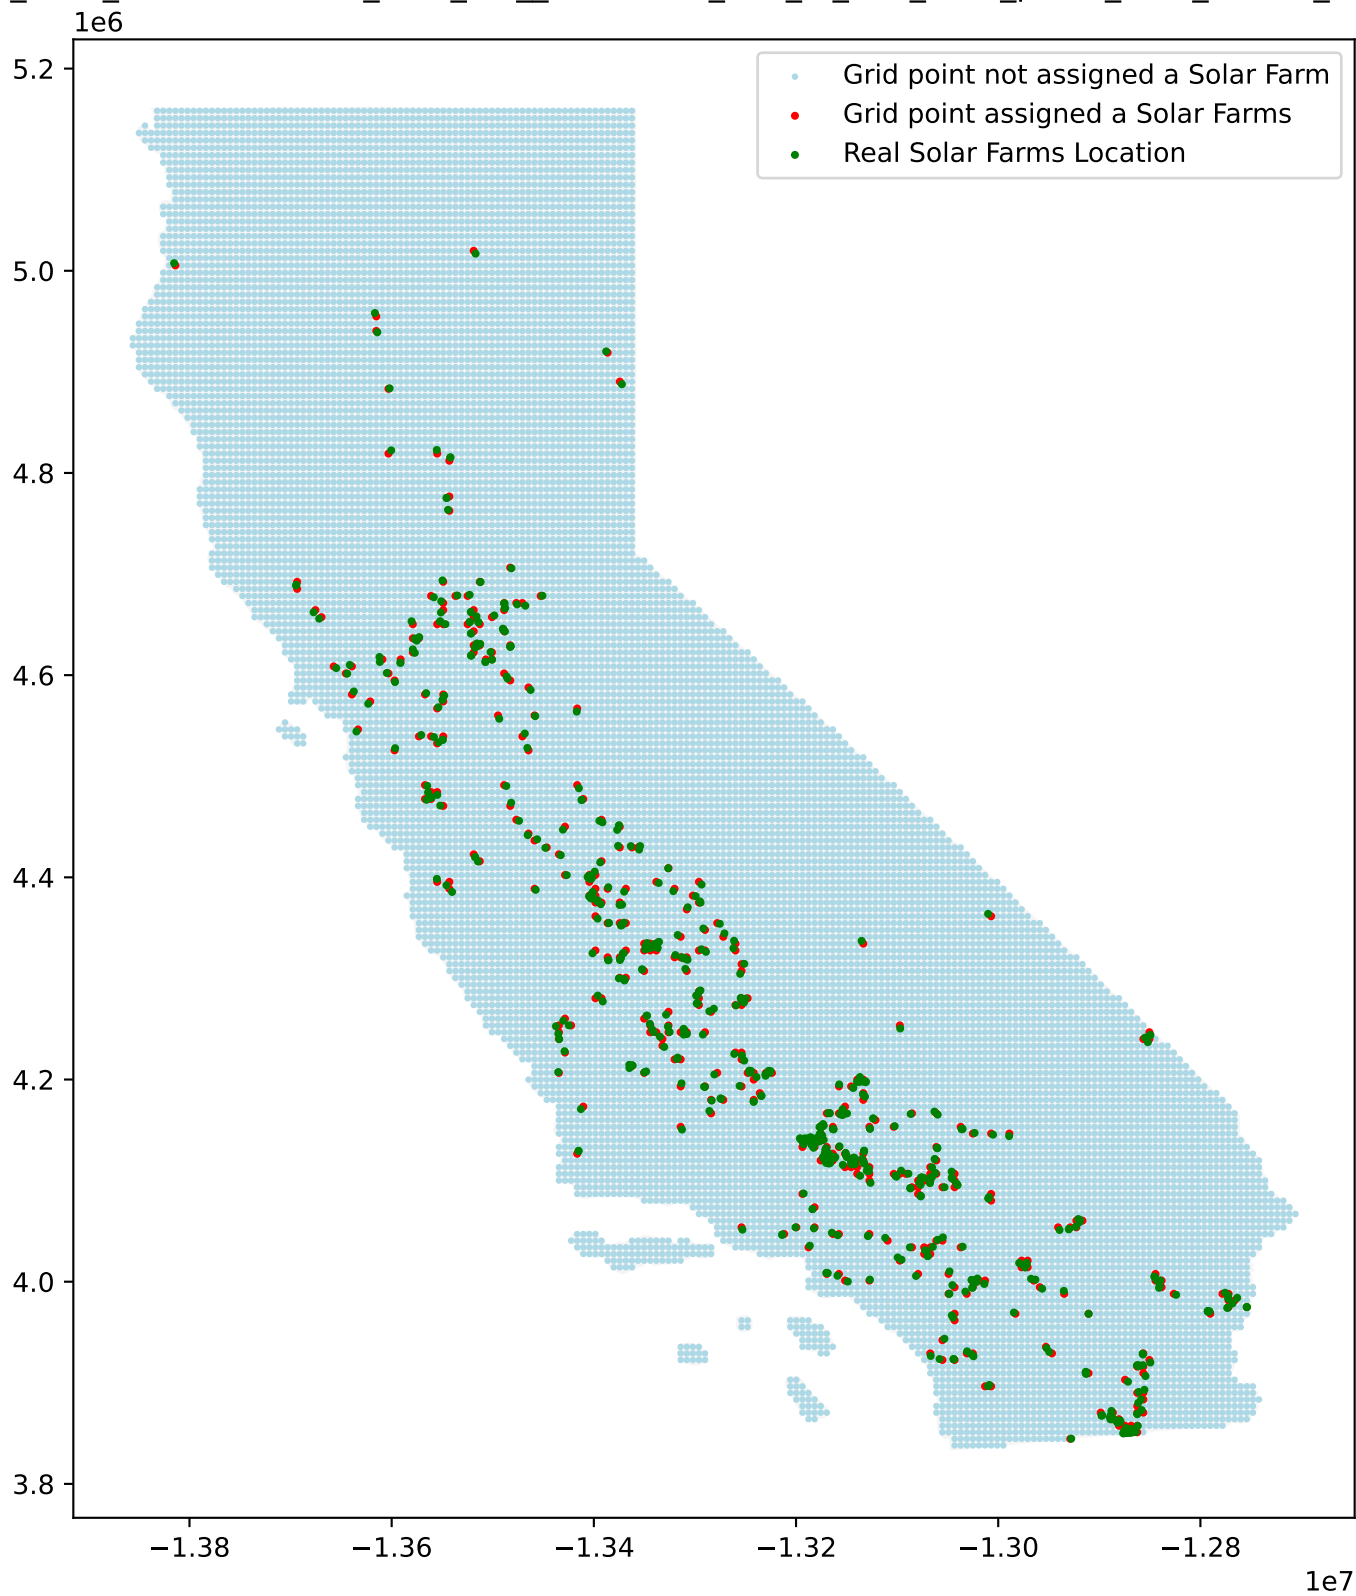 1e6
Grid point not assigned a Solar Farm
Grid point assigned a Solar Farms
Real Solar Farms Location
5.2
5.0
4.8
4.6
4.4
4.2
4.0
3.8
−1.38 −1.36 −1.34 −1.32 −1.30 −1.28
1e7